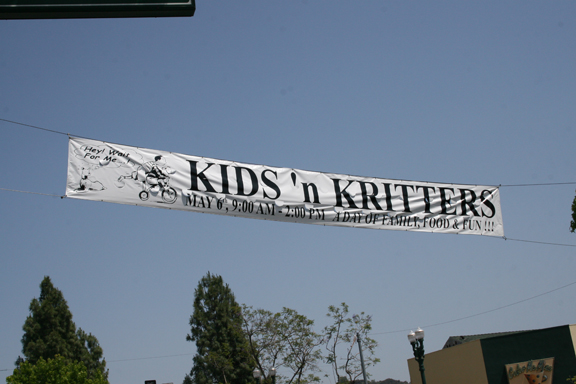 Hey! Wait
For Me
KIDS 'n KRITTERS
MAY 6, 9:00 AM - 2:00 PM A DAY OF FAMILY, FOOD & FUN !!!